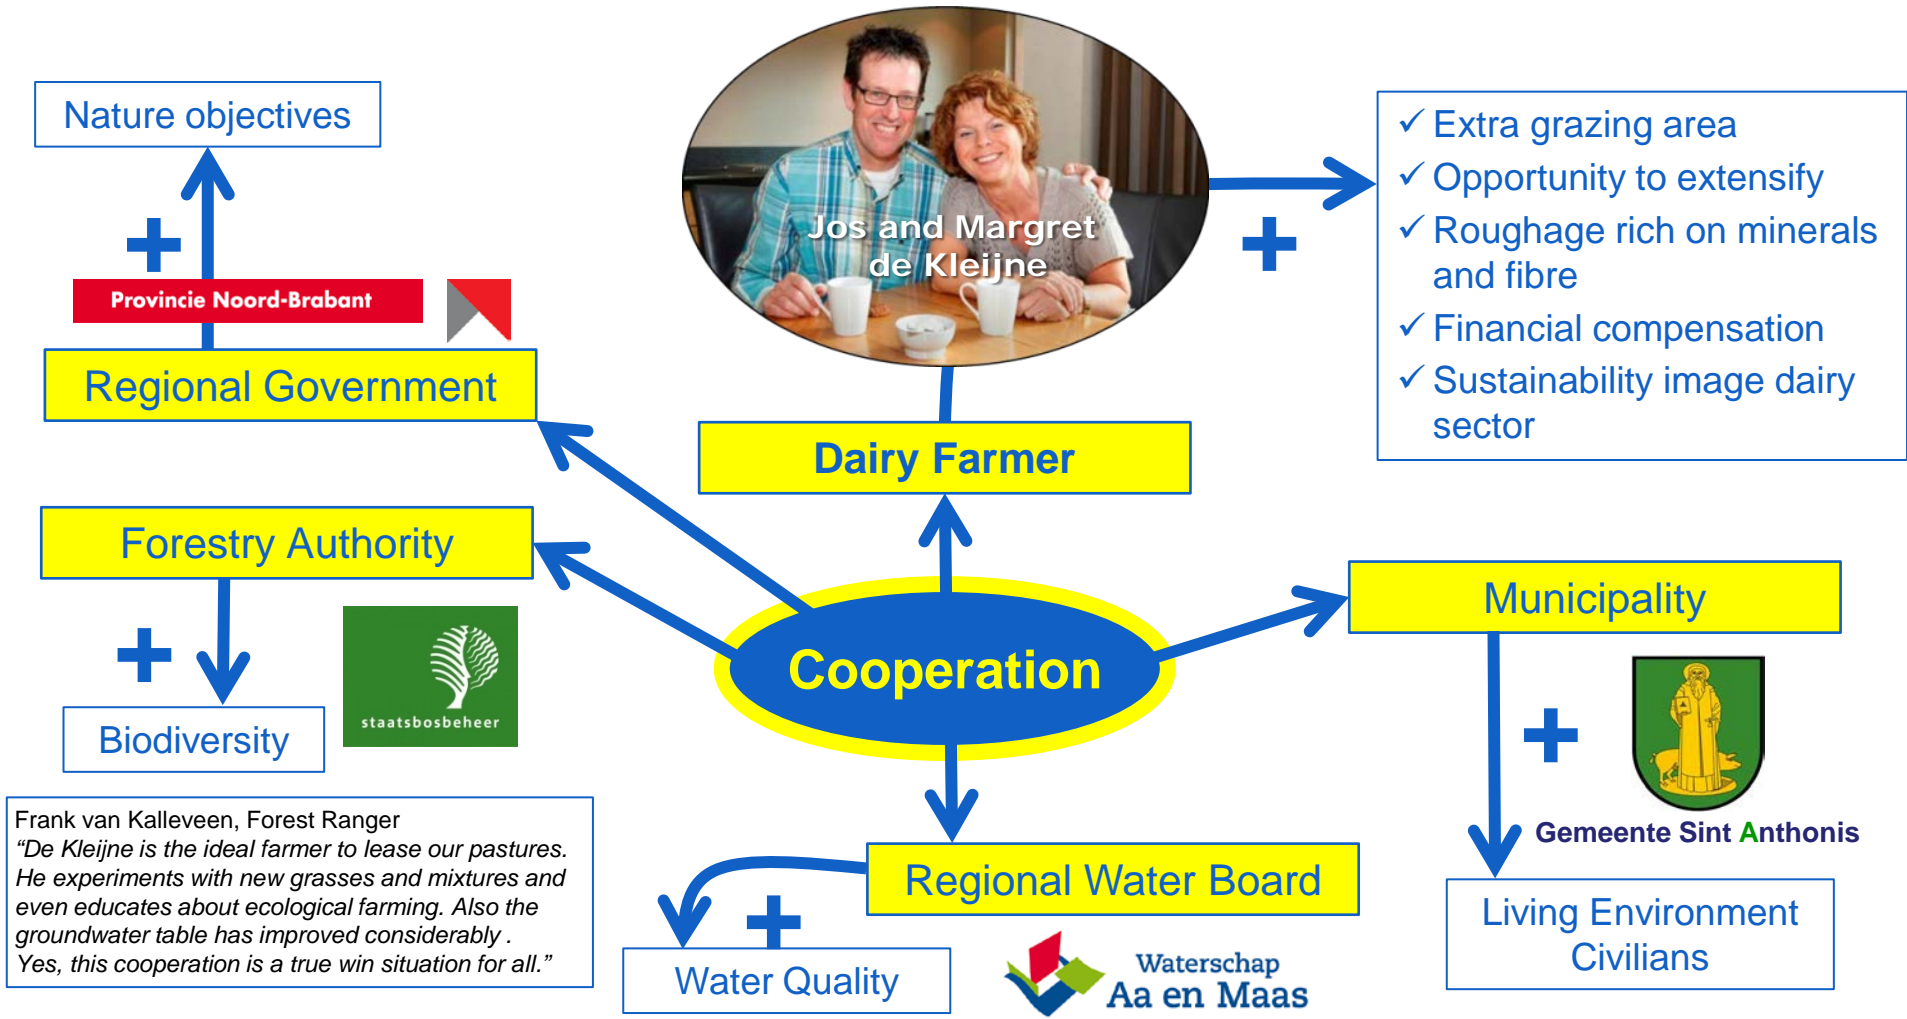 Nature objectives
Provincie Noord-Brabant
Regional Government
Forestry Authority
staatsbosbeheer
Biodiversity
Frank van Kalleveen, Forest Ranger
“De Kleijne is the ideal farmer to lease our pastures.
He experiments with new grasses and mixtures and
even educates about ecological farming. Also the
groundwater table has improved considerably .
Yes, this cooperation is a true win situation for all.”
Jos and Margret
de Kleijne
Dairy Farmer
Cooperation
Regional Water Board
Water Quality
Waterschap
Aa en Maas
✓ Extra grazing area
✓ Opportunity to extensify
✓ Roughage rich on minerals
and fibre
✓ Financial compensation
✓ Sustainability image dairy
sector
Municipality
Gemeente Sint Anthonis
Living Environment
Civilians